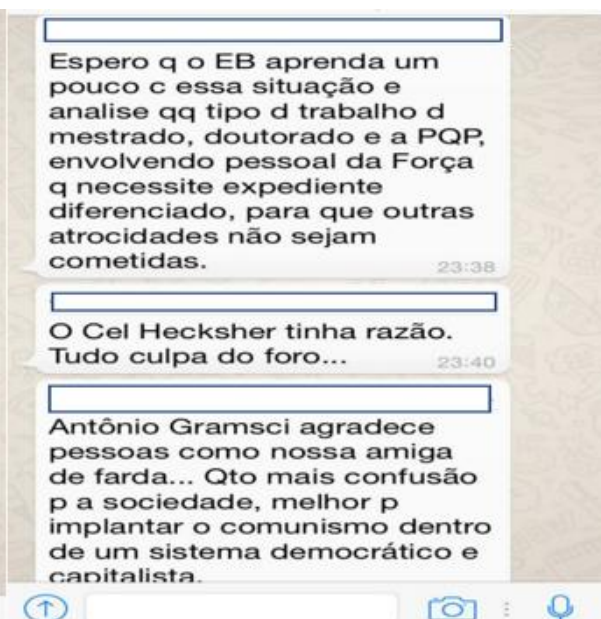 Espero q o EB aprenda um
pouco c essa situação e
analise qq tipo d trabalho d
mestrado, doutorado e a PQP,
envolvendo pessoal da Força
q necessite expediente
diferenciado, para que outras
atrocidades não sejam
cometidas.
23:38
O Cel Hecksher tinha razão.
Tudo culpa do foro...
23:40
Antônio Gramsci agradece
pessoas como nossa amiga
de farda... Qto mais confusão
p a sociedade, melhor p
implantar o comunismo dentro
de um sistema democrático e
capitalista.